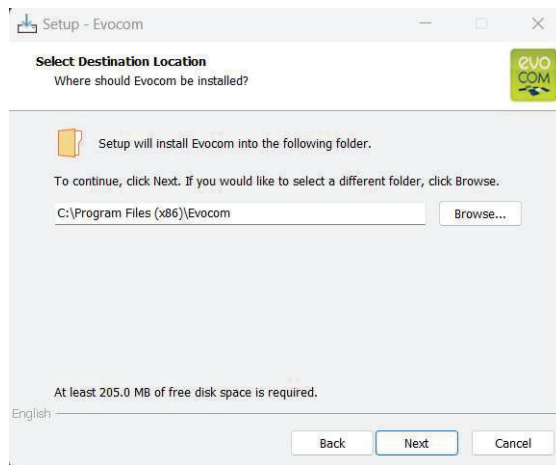 Setup - Evocom
Select Destination Location
Where should Evocom be installed?
evo
COM
Setup will install Evocom into the following folder.
To continue, click Next. If you would like to select a different folder, click Browse.
C:\Program Files (x86)\Evocom
Browse...
At least 205.0 MB of free disk space is required.
English
Back Next Cancel